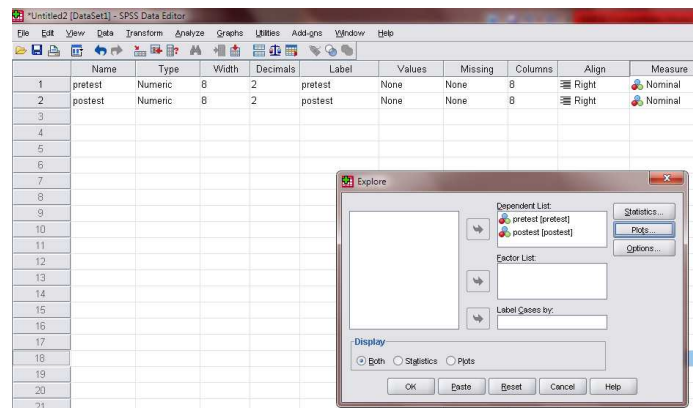 *Untitled2 [DataSet1] - SPSS Data Editor
File Edit View Data Transform Analyze Graphs Utilities Add-ons Window Help
Name Type Width Decimals Label Values Missing Columns Align Measure
1 pretest Numeric 8 2 pretest None None 8 Right Nominal
2 postest Numeric 8 2 postest None None 8 Right Nominal
3
4
5
6
7
8
9
10
11
12
13
14
15
16
17
18
19
20
21
Explore
Dependent List:
pretest [pretest]
postest [postest]
Statistics...
Plots...
Options...
Factor List:
Label Cases by:
Display
Both Statistics Plots
OK Paste Reset Cancel Help